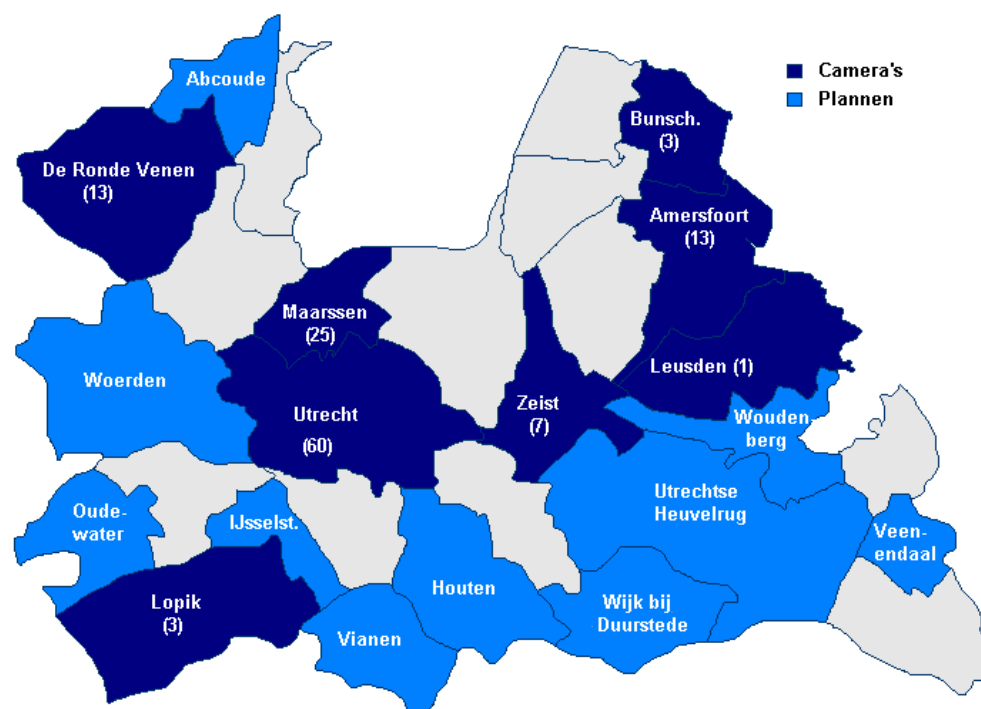 Abcoude
Camera's
Plannen
Bunsch.
(3)
De Ronde Venen
(13)
Amersfoort
(13)
Maarssen
(25)
Leusden (1)
Woerden
Zeist
(7)
Utrecht
(60)
Wouden
berg
Utrechtse
Heuvelrug
Oude-
water
IJsselst.
Veen-
endaal
Houten
Lopik
(3)
Wijk bij
Duurstede
Vianen